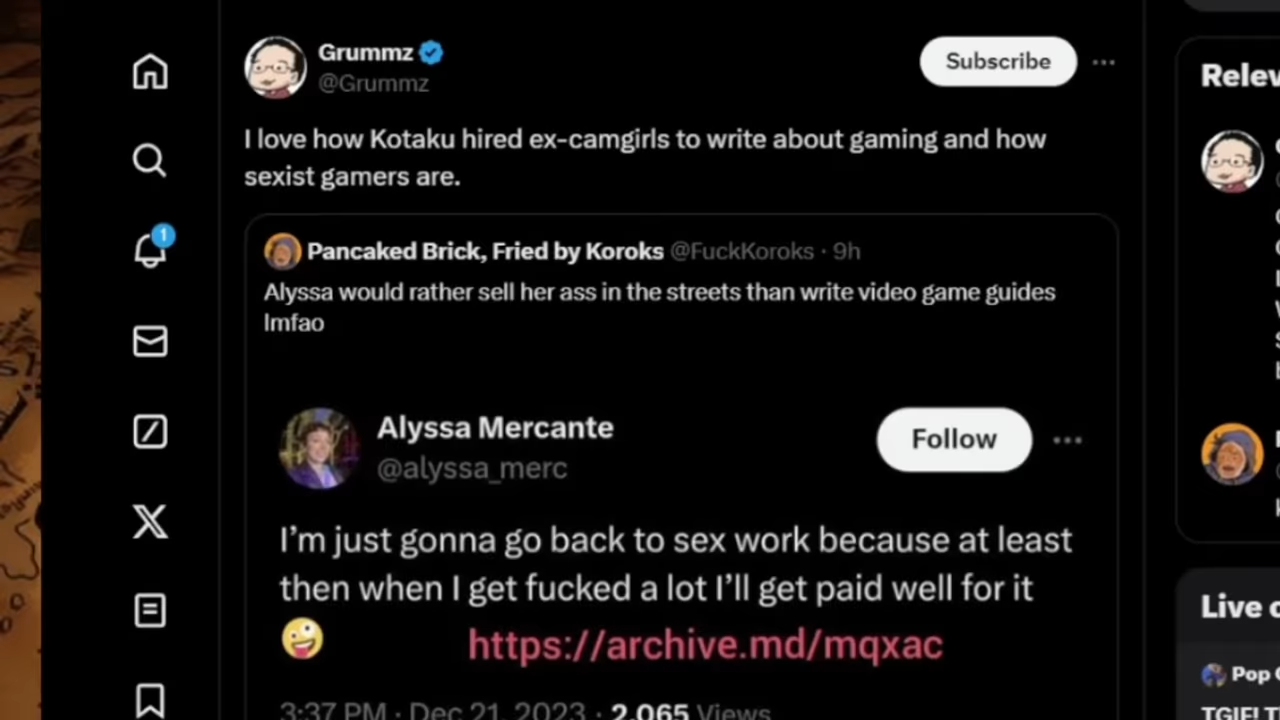 Grummz
@Grummz
Subscribe
I love how Kotaku hired ex-camgirls to write about gaming and how
sexist gamers are.
Pancaked Brick, Fried by Koroks @FuckKoroks · 9h
Alyssa would rather sell her ass in the streets than write video game guides
lmfao
Alyssa Mercante
@alyssa_merc
Follow
I'm just gonna go back to sex work because at least
then when I get fucked a lot I'll get paid well for it
🤪 https://archive.md/mqxac
3:37 PM · Dec 21, 2023 · 2,065 Views
1
Relev
Live o
Pop C
TGIF! T